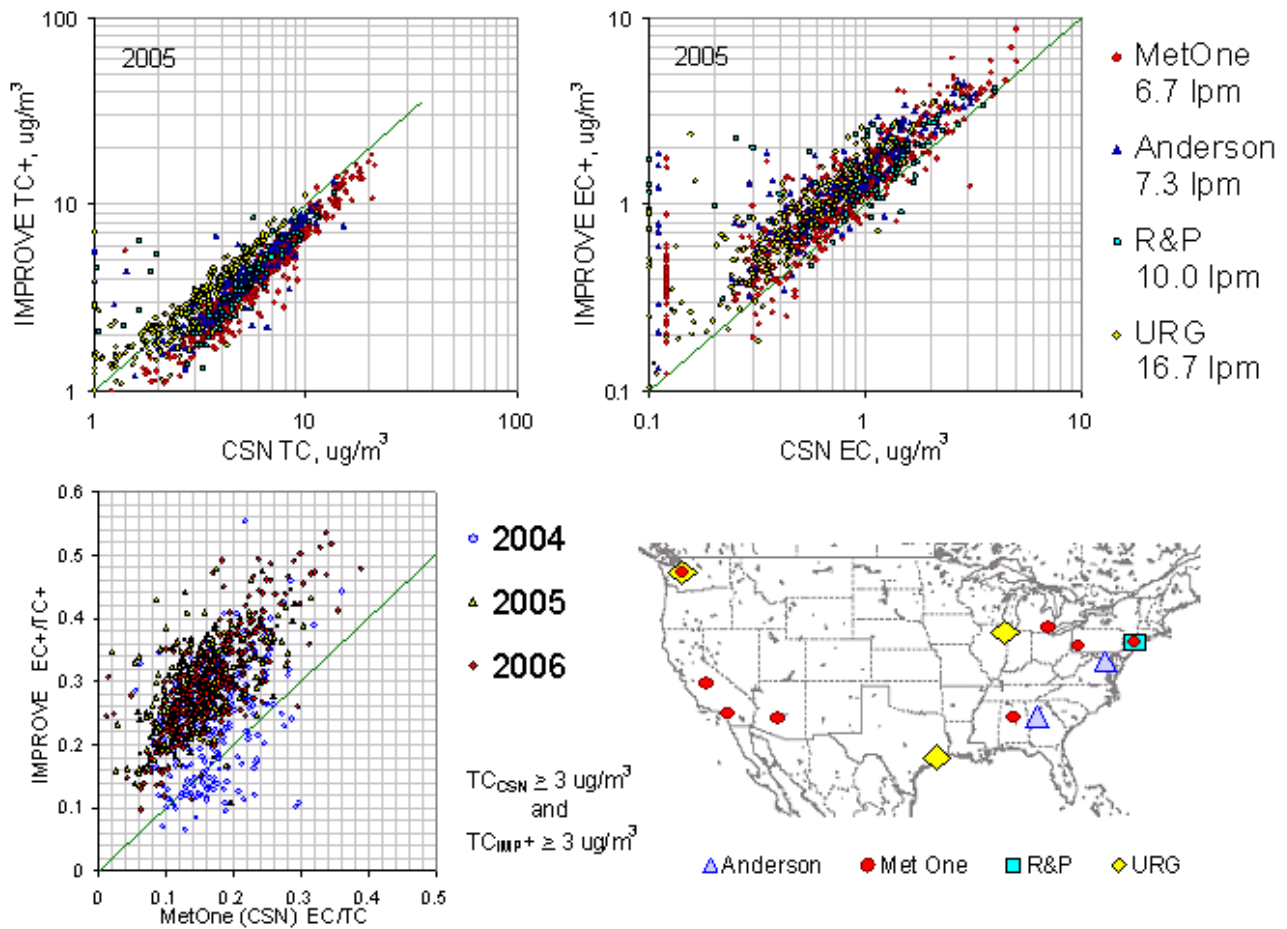 100
10
1
IMPROVE TC+, ug/m³
2005
1
10
100
CSN TC, ug/m³
10
1
0.1
IMPROVE EC+, ug/m³
2005
0.1
1
10
CSN EC, ug/m³
MetOne
6.7 lpm
Anderson
7.3 lpm
R&P
10.0 lpm
URG
16.7 lpm
0.6
0.5
0.4
0.3
0.2
0.1
0
IMPROVE EC+/TC+
0
0.1
0.2
0.3
0.4
0.5
MetOne (CSN) EC/TC
2004
2005
2006
TC_CSN ≥ 3 ug/m³
and
TC_IMP+ ≥ 3 ug/m³
Anderson
Met One
R&P
URG